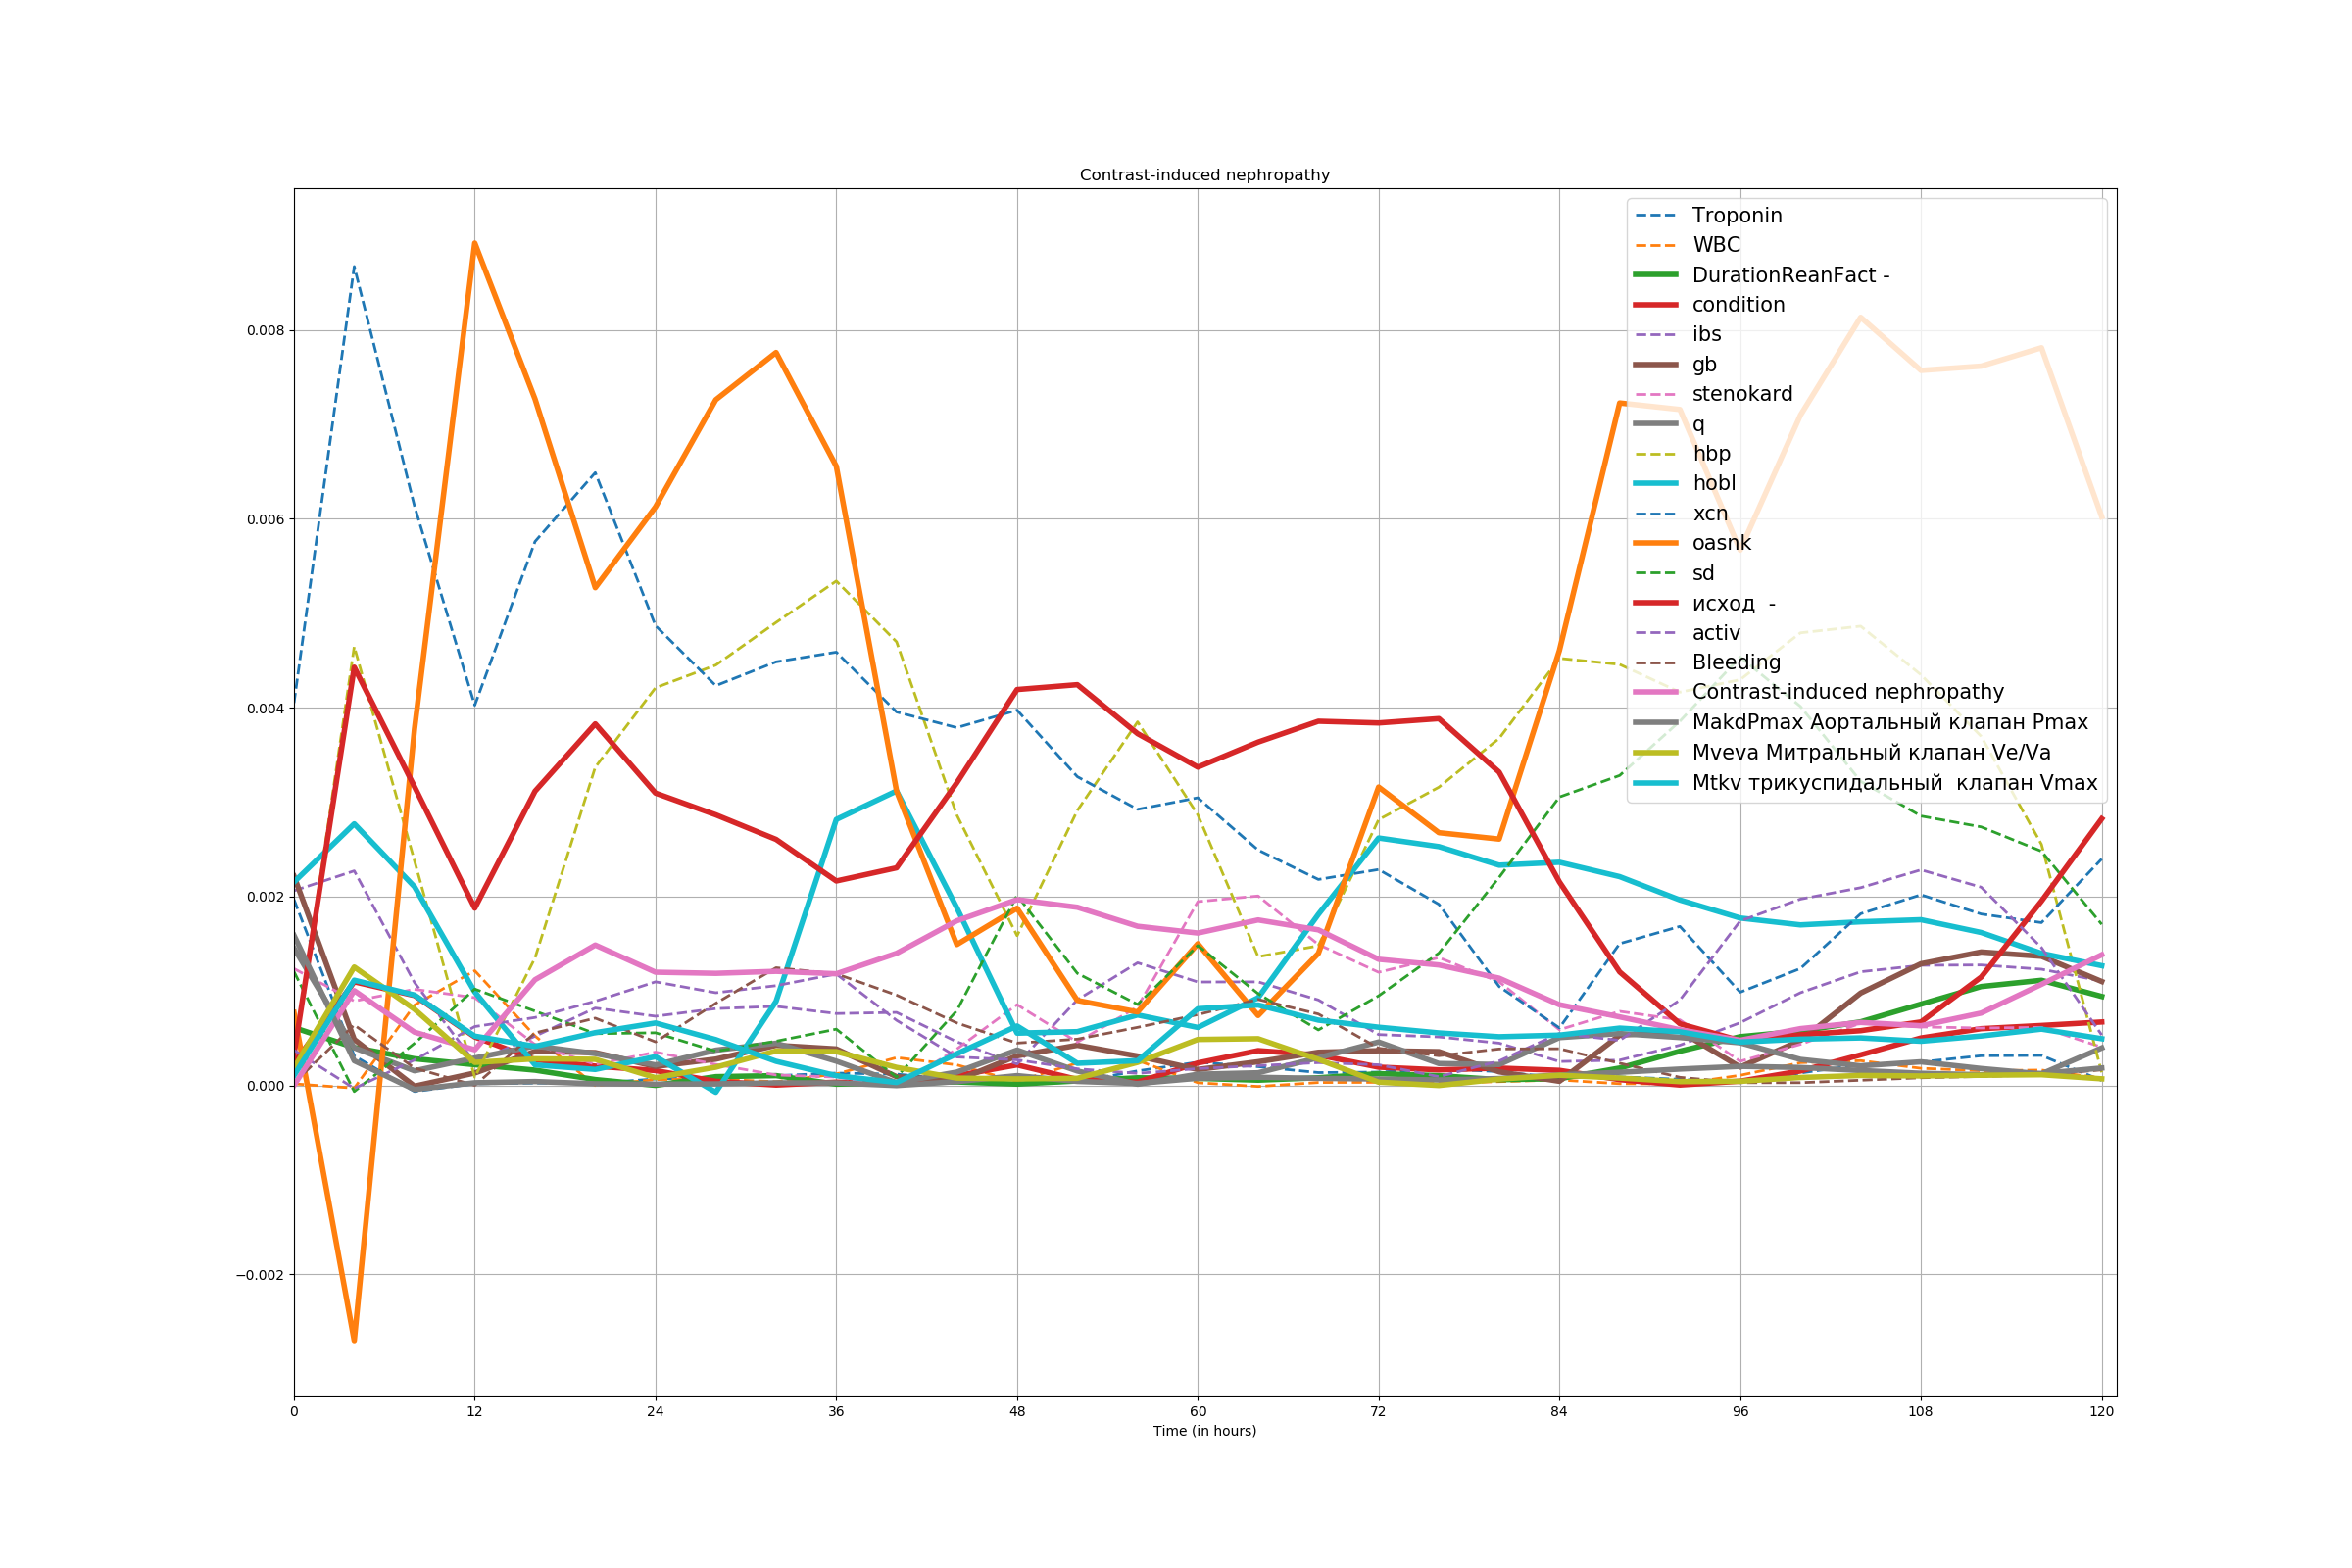 Contrast-induced nephropathy
0.008
0.006
0.004
0.002
0.000
−0.002
0 12 24 36 48 60 72 84 96 108 120
Time (in hours)
Troponin
WBC
DurationReanFact -
condition
ibs
gb
stenokard
q
hbp
hobl
xcn
oasnk
sd
исход  -
activ
Bleeding
Contrast-induced nephropathy
MakdPmax Аортальный клапан Pmax
Mveva Митральный клапан Ve/Va
Mtkv трикуспидальный  клапан Vmax